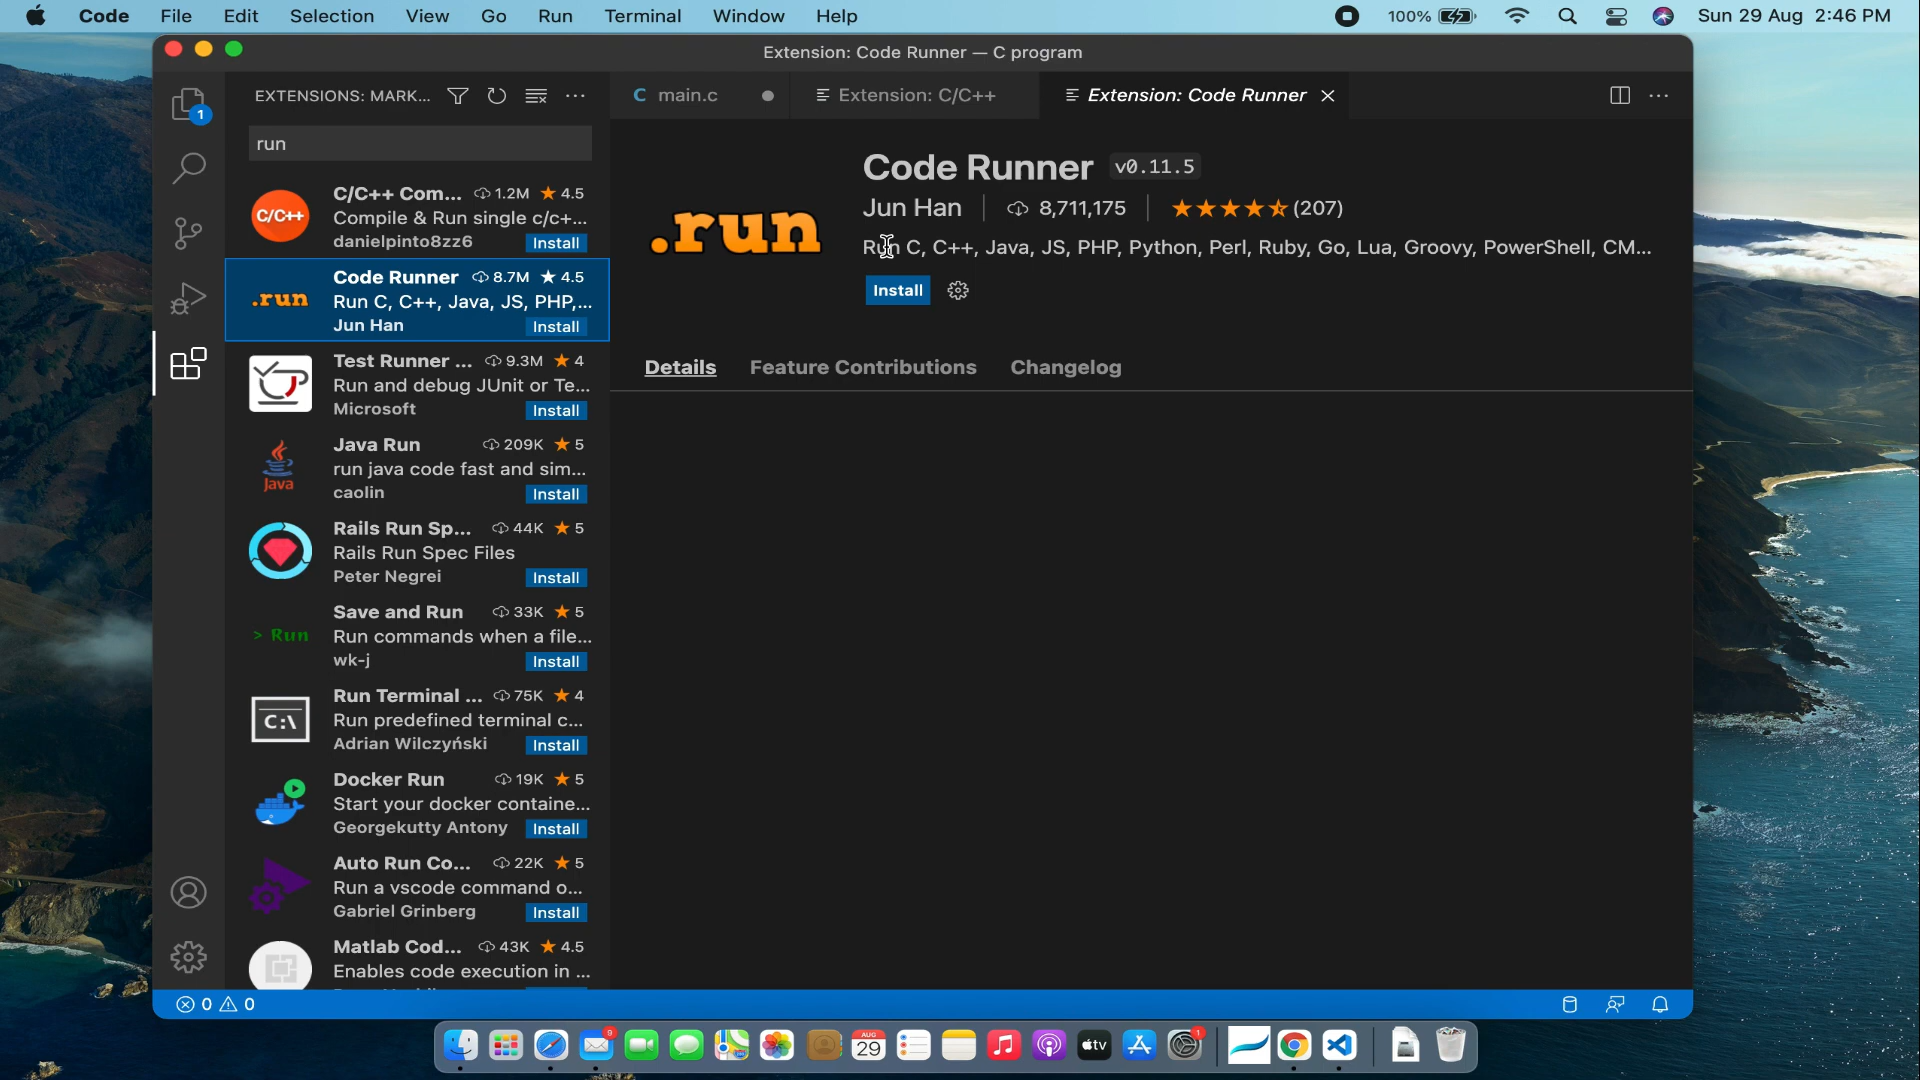 Code File Edit Selection View Go Run Terminal Window Help 100% Sun 29 Aug 2:46 PM
Extension: Code Runner — C program
EXTENSIONS: MARK...
C main.c Extension: C/C++ Extension: Code Runner
1
run
C/C++ C/C++ Com... 1.2M 4.5
Compile & Run single c/c+...
danielpinto8zz6 Install
.run Code Runner 8.7M 4.5
Run C, C++, Java, JS, PHP,...
Jun Han Install
Test Runner ... 9.3M 4
Run and debug JUnit or Te...
Microsoft Install
Java Java Run 209K 5
run java code fast and sim...
caolin Install
Rails Run Sp... 44K 5
Rails Run Spec Files
Peter Negrei Install
> Run Save and Run 33K 5
Run commands when a file...
wk-j Install
C:\ Run Terminal ... 75K 4
Run predefined terminal c...
Adrian Wilczyński Install
Docker Run 19K 5
Start your docker containe...
Georgekutty Antony Install
Auto Run Co... 22K 5
Run a vscode command o...
Gabriel Grinberg Install
Matlab Cod... 43K 4.5
Enables code execution in ...
.run
Code Runner v0.11.5
Jun Han 8,711,175 (207)
Run C, C++, Java, JS, PHP, Python, Perl, Ruby, Go, Lua, Groovy, PowerShell, CM...
Install
Details Feature Contributions Changelog
0 0
9 AUG 29 tv 1